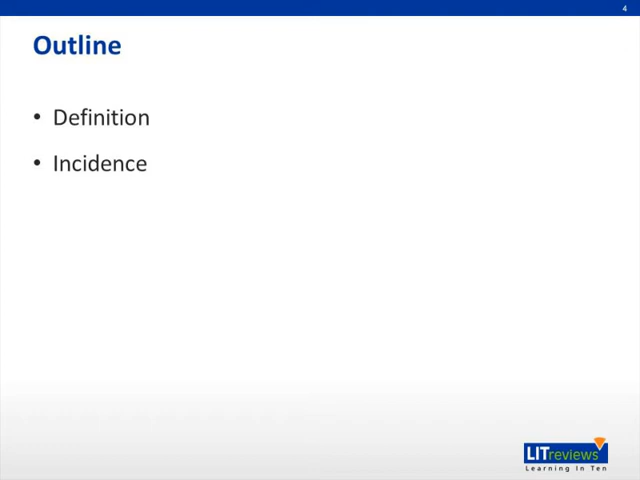 4
Outline
• Definition
• Incidence
LITreviews
Learning In Ten